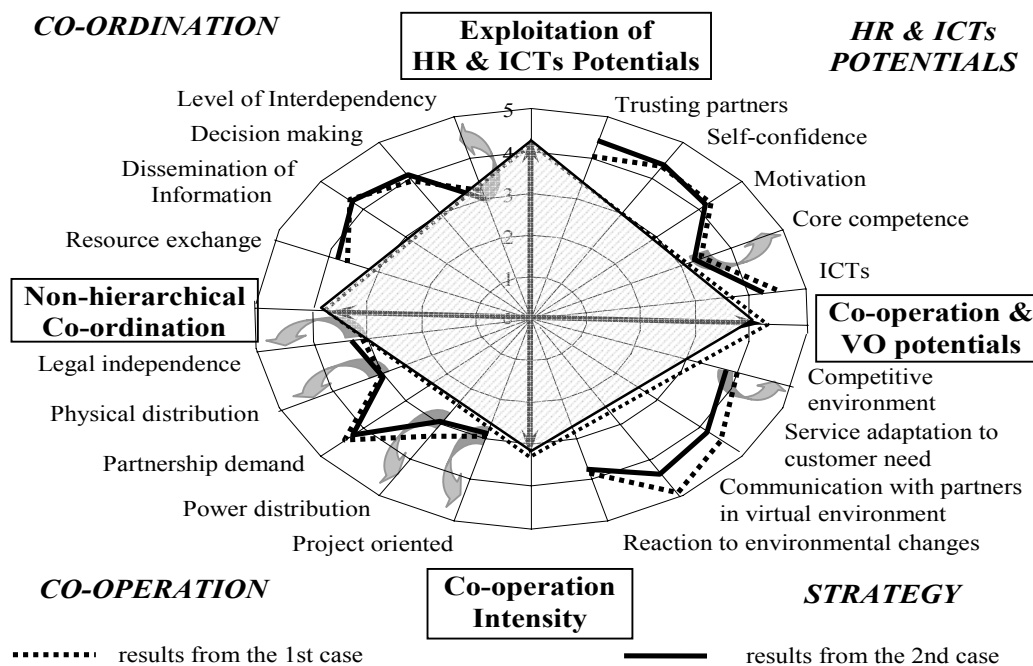 CO-ORDINATION
Exploitation of
HR & ICTs Potentials
HR & ICTs
POTENTIALS
Level of Interdependency
Decision making
Dissemination of
Information
Resource exchange
5
4
3
2
1
0
Trusting partners
Self-confidence
Motivation
Core competence
ICTs
Non-hierarchical
Co-ordination
Co-operation &
VO potentials
Legal independence
Physical distribution
Partnership demand
Power distribution
Project oriented
Competitive
environment
Service adaptation to
customer need
Communication with partners
in virtual environment
Reaction to environmental changes
CO-OPERATION
Co-operation
Intensity
STRATEGY
results from the 1st case
results from the 2nd case